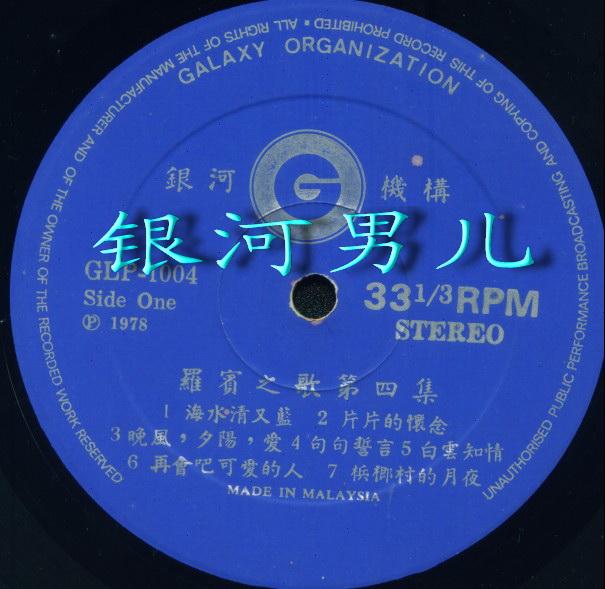 ALL RIGHTS OF THE MANUFACTURER AND OF THE OWNER OF THE RECORDED WORK RESERVED
UNAUTHORISED PUBLIC PERFORMANCE BROADCASTING AND COPYING OF THIS RECORD PROHIBITED
GALAXY ORGANIZATION
銀河 G 機構
银河男儿
GLP-1004
Side One
Ⓟ 1978
33 1/3 RPM
STEREO
羅賓之歌第四集
1 海水清又藍 2 片片的懷念
3 晚風,夕陽,愛 4 句句誓言 5 白雲知情
6 再會吧可愛的人 7 梹榔村的月夜
MADE IN MALAYSIA